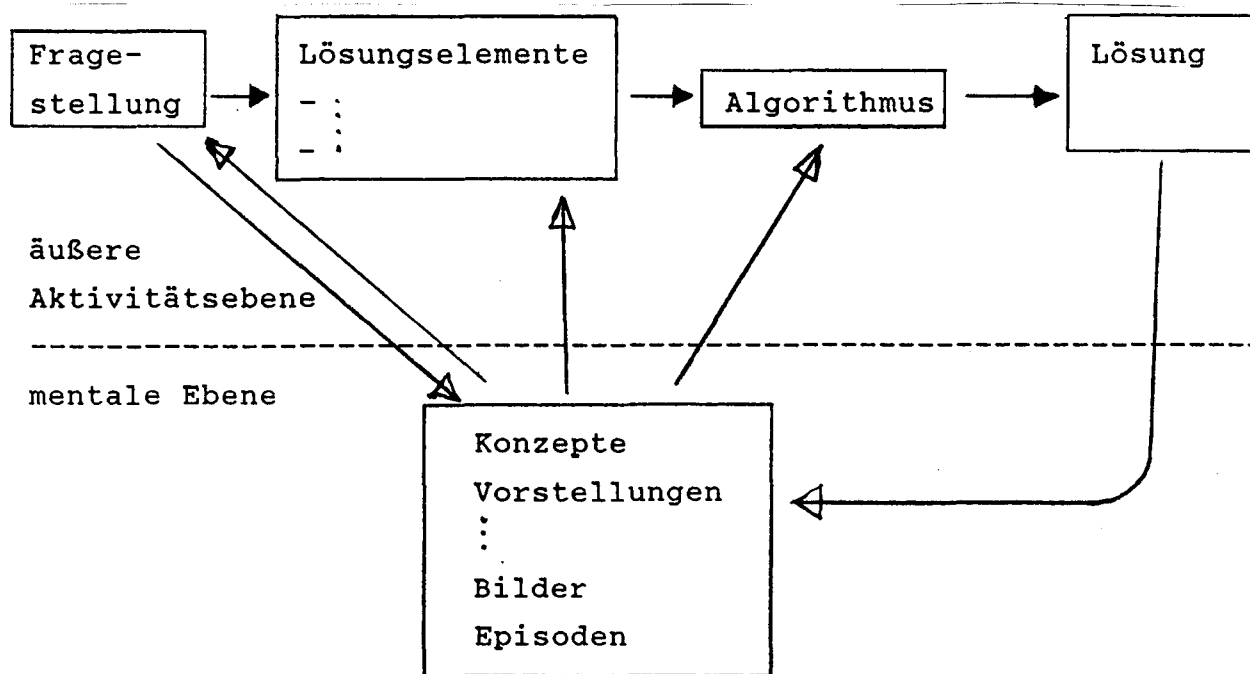 Frage-
stellung
Lösungselemente
- .
- :
Algorithmus
Lösung
äußere
Aktivitätsebene
mentale Ebene
Konzepte
Vorstellungen
⋮
Bilder
Episoden